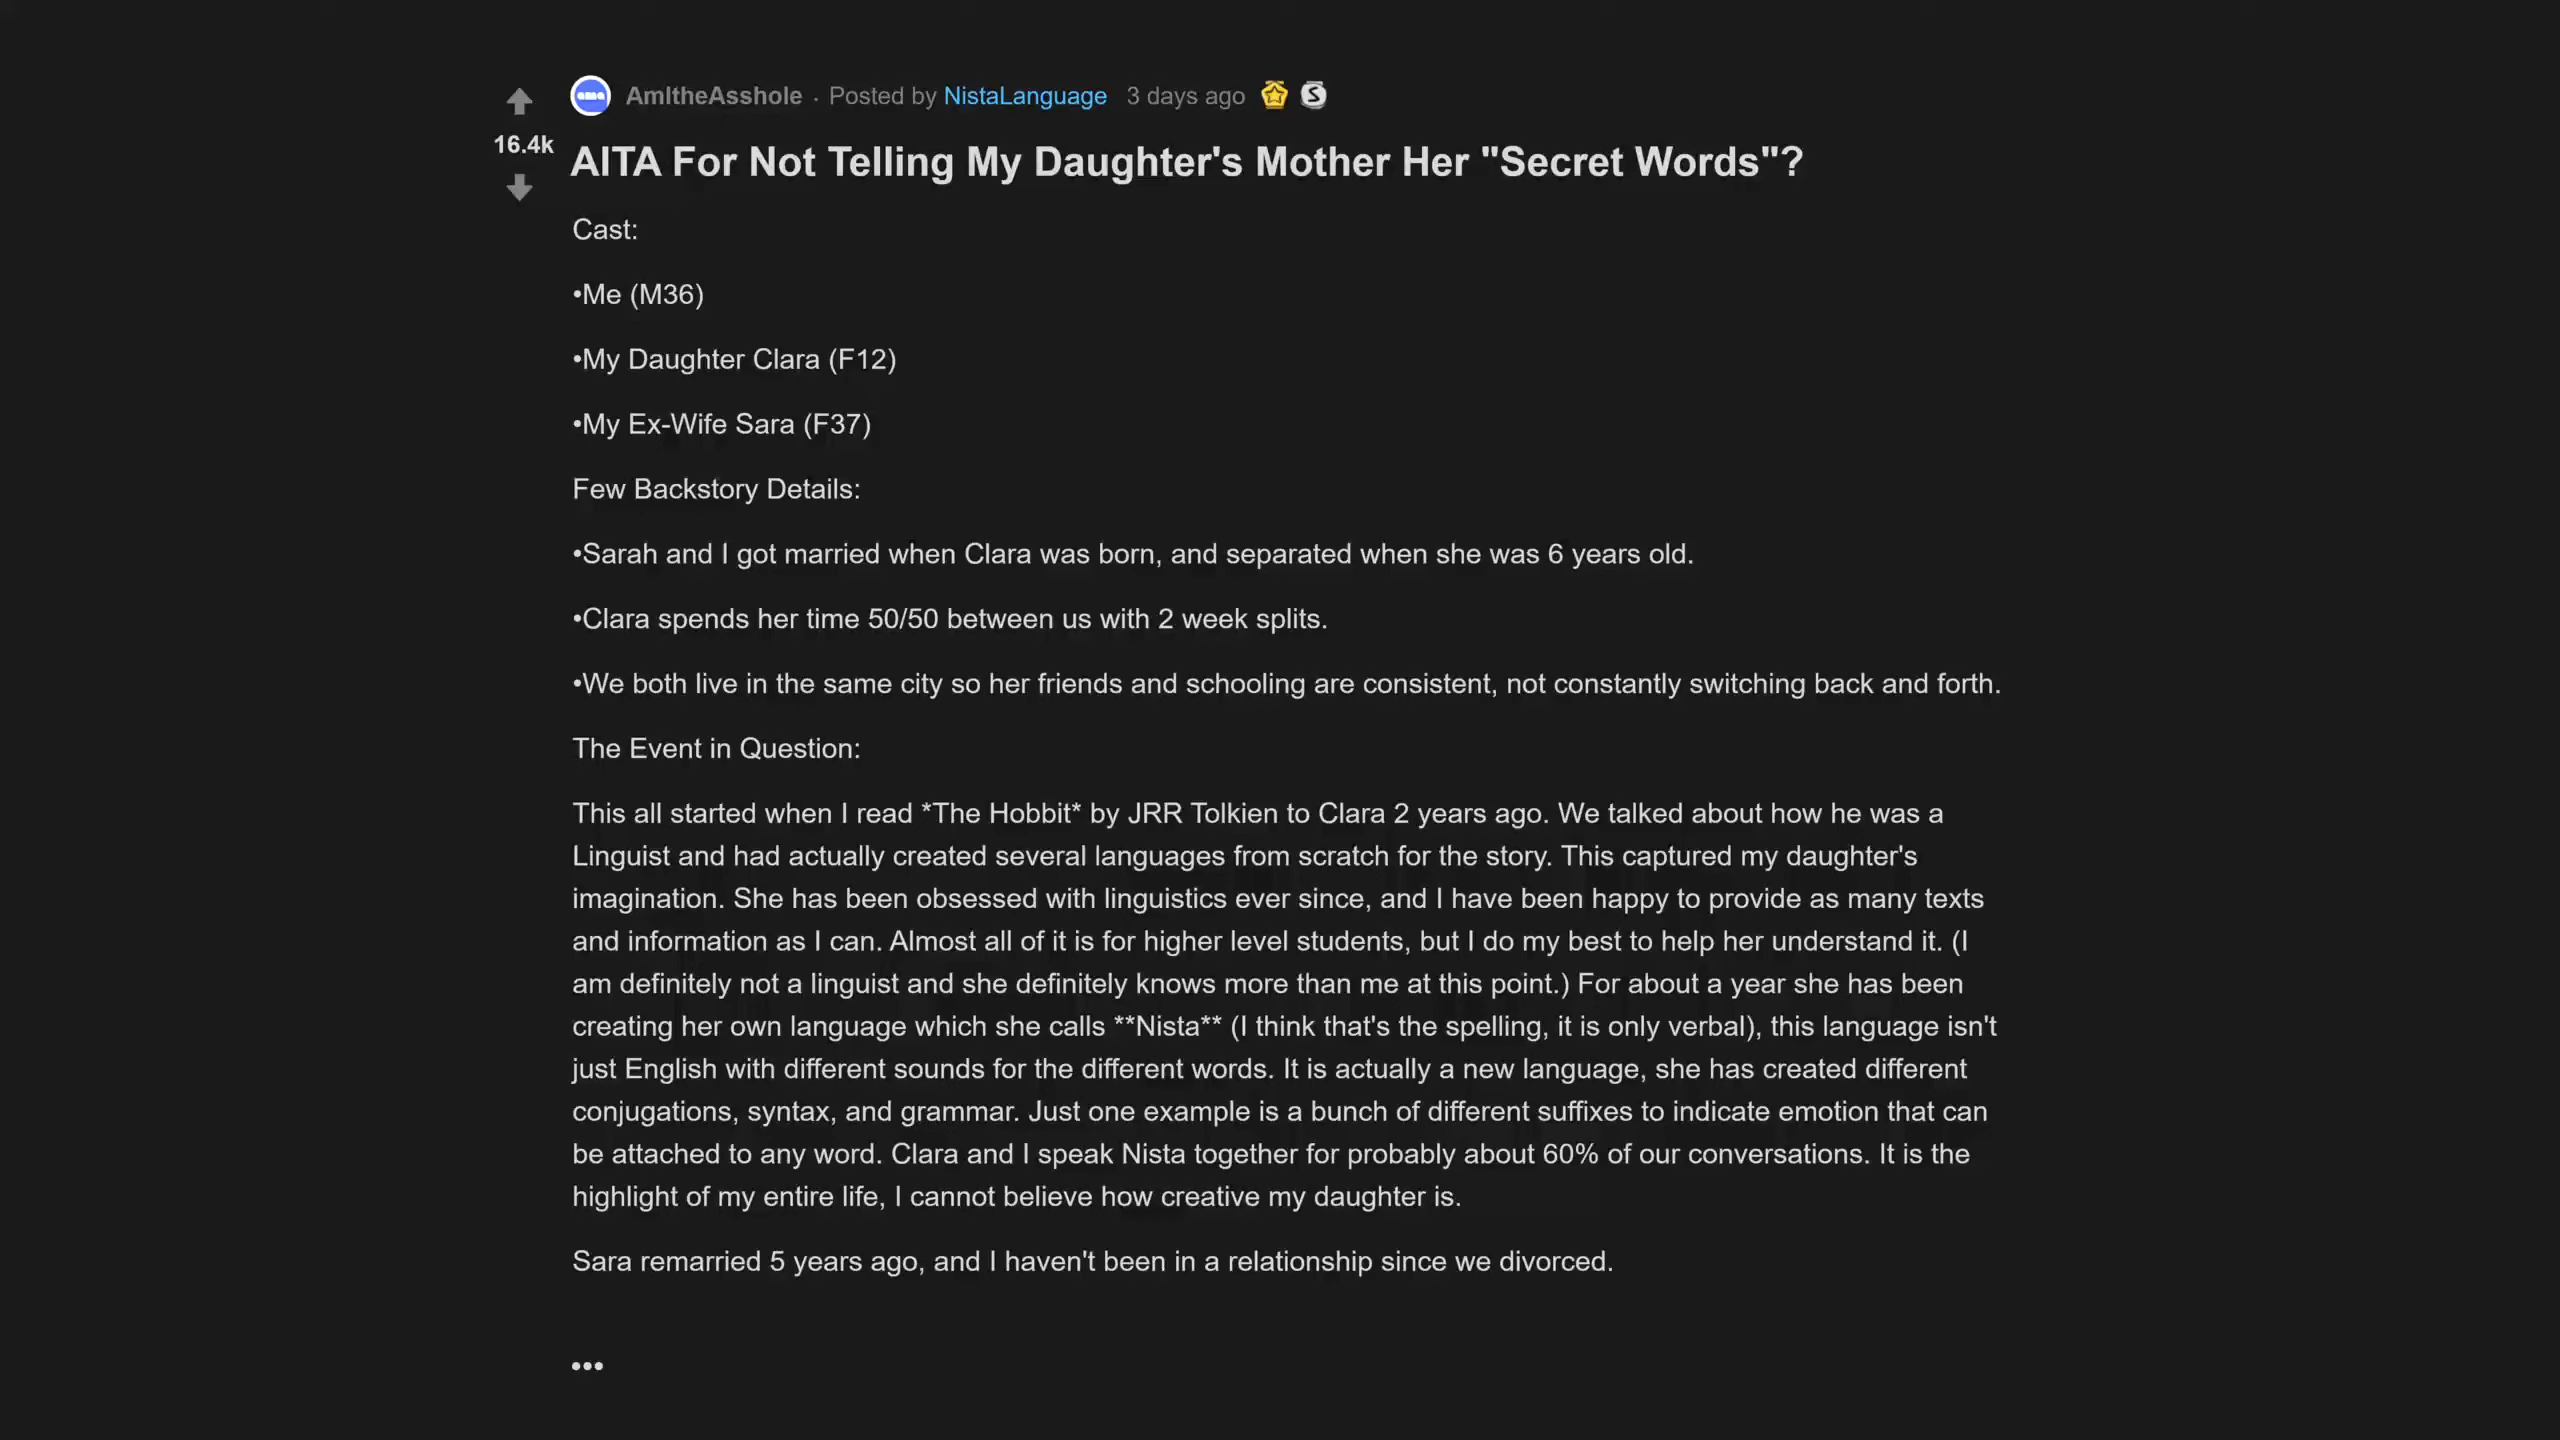 AmItheAsshole · Posted by NistaLanguage 3 days ago
16.4k
AITA For Not Telling My Daughter's Mother Her "Secret Words"?
Cast:
•Me (M36)
•My Daughter Clara (F12)
•My Ex-Wife Sara (F37)
Few Backstory Details:
•Sarah and I got married when Clara was born, and separated when she was 6 years old.
•Clara spends her time 50/50 between us with 2 week splits.
•We both live in the same city so her friends and schooling are consistent, not constantly switching back and forth.
The Event in Question:
This all started when I read *The Hobbit* by JRR Tolkien to Clara 2 years ago. We talked about how he was a
Linguist and had actually created several languages from scratch for the story. This captured my daughter's
imagination. She has been obsessed with linguistics ever since, and I have been happy to provide as many texts
and information as I can. Almost all of it is for higher level students, but I do my best to help her understand it. (I
am definitely not a linguist and she definitely knows more than me at this point.) For about a year she has been
creating her own language which she calls **Nista** (I think that's the spelling, it is only verbal), this language isn't
just English with different sounds for the different words. It is actually a new language, she has created different
conjugations, syntax, and grammar. Just one example is a bunch of different suffixes to indicate emotion that can
be attached to any word. Clara and I speak Nista together for probably about 60% of our conversations. It is the
highlight of my entire life, I cannot believe how creative my daughter is.
Sara remarried 5 years ago, and I haven't been in a relationship since we divorced.
•••